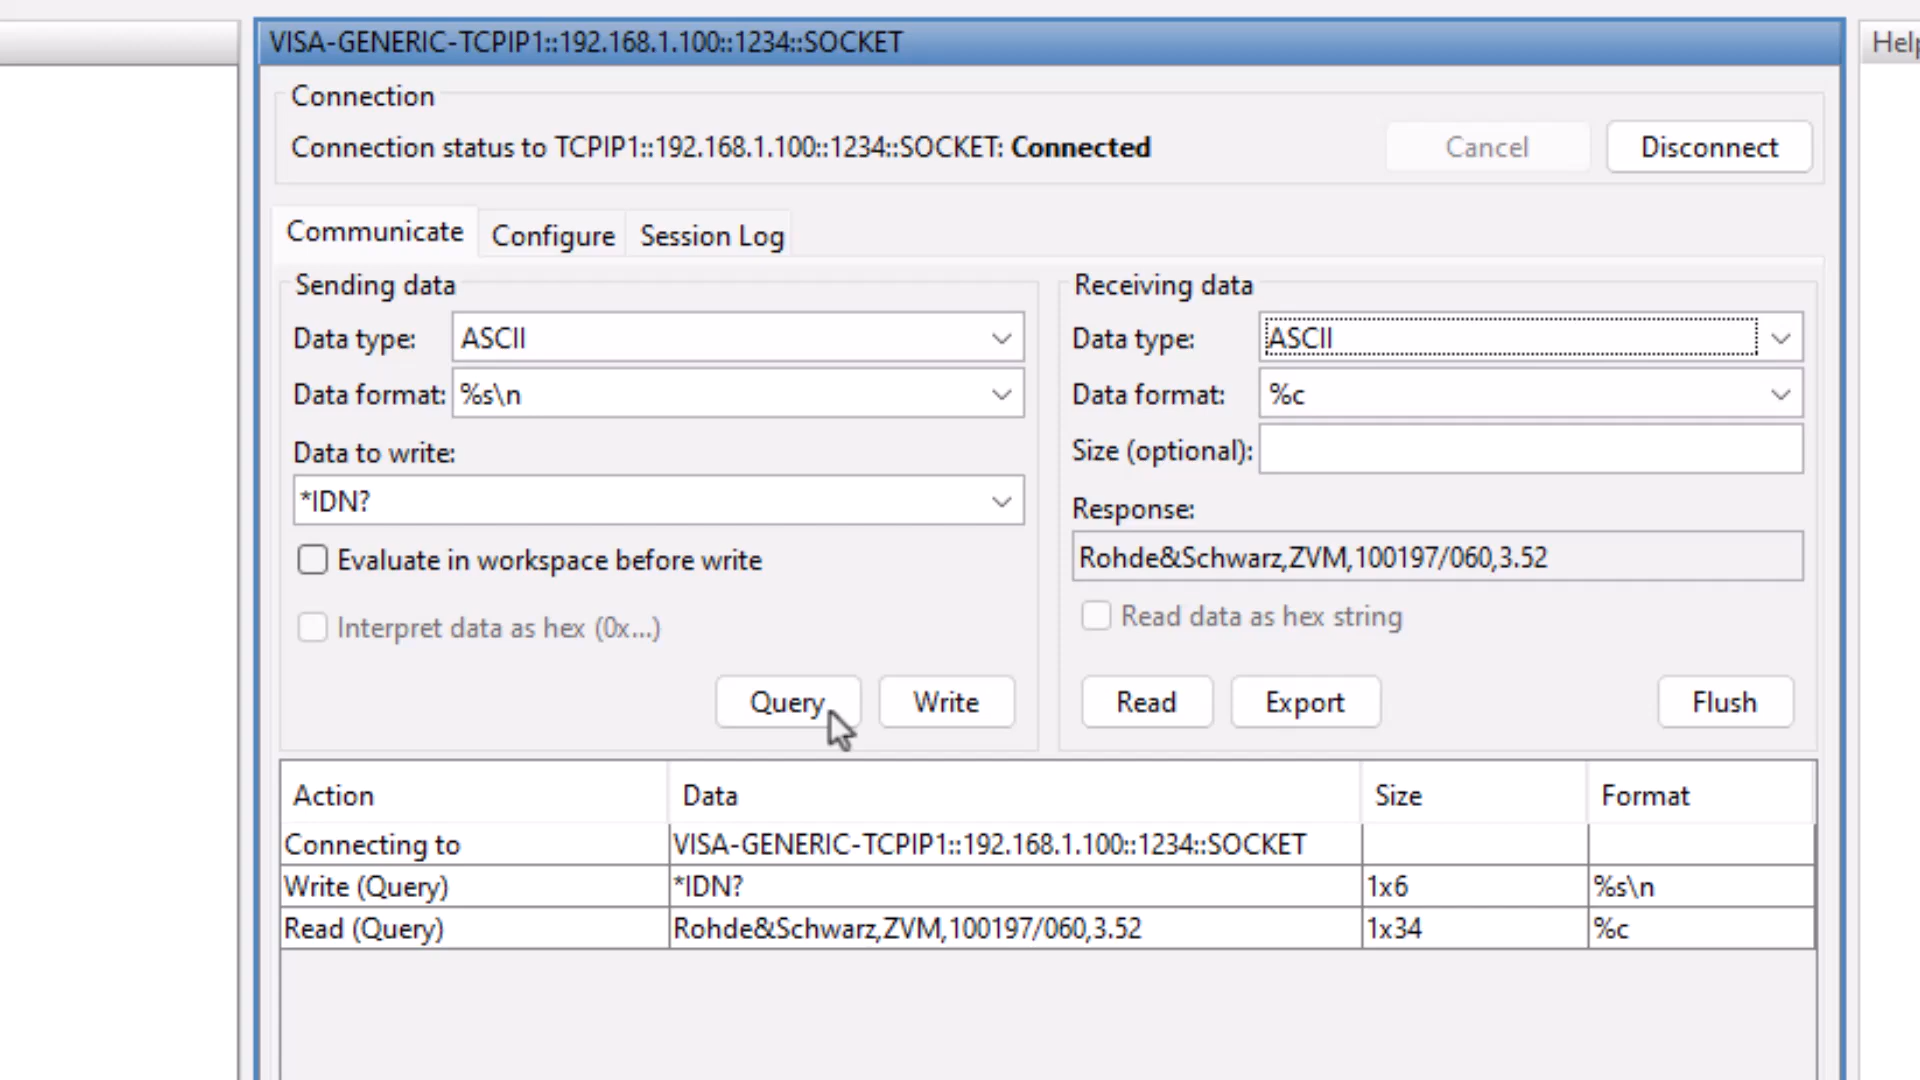 VISA-GENERIC-TCPIP1::192.168.1.100::1234::SOCKET
Help
Connection
Connection status to TCPIP1::192.168.1.100::1234::SOCKET: Connected
Cancel
Disconnect
Communicate
Configure
Session Log
Sending data
Data type:
ASCII
Data format:
%s\n
Data to write:
*IDN?
Evaluate in workspace before write
Interpret data as hex (0x...)
Query
Write
Receiving data
Data type:
ASCII
Data format:
%c
Size (optional):
Response:
Rohde&Schwarz,ZVM,100197/060,3.52
Read data as hex string
Read
Export
Flush
Action Data Size Format
Connecting to VISA-GENERIC-TCPIP1::192.168.1.100::1234::SOCKET
Write (Query) *IDN? 1x6 %s\n
Read (Query) Rohde&Schwarz,ZVM,100197/060,3.52 1x34 %c